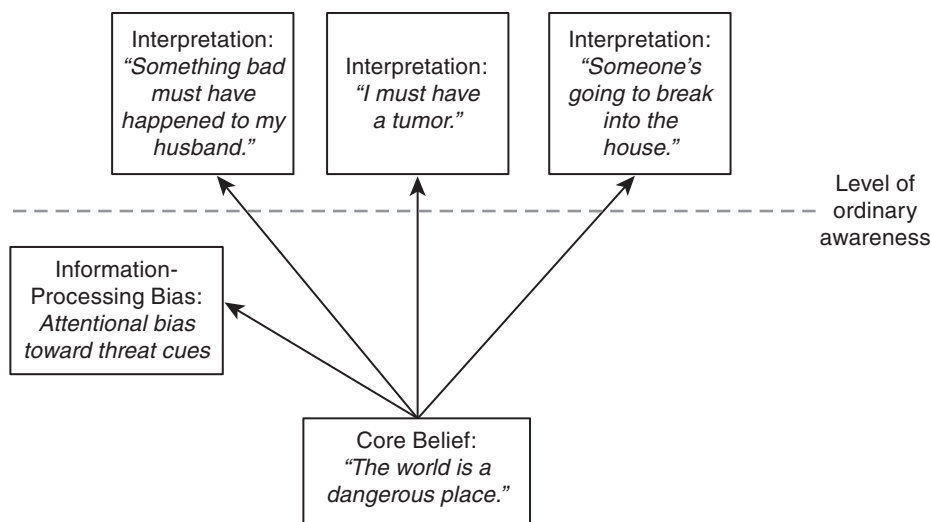 Interpretation:
“Something bad
must have
happened to my
husband.”
Interpretation:
“I must have
a tumor.”
Interpretation:
“Someone’s
going to break
into the
house.”
Level of
ordinary
awareness
Information-
Processing Bias:
Attentional bias
toward threat cues
Core Belief:
“The world is a
dangerous place.”